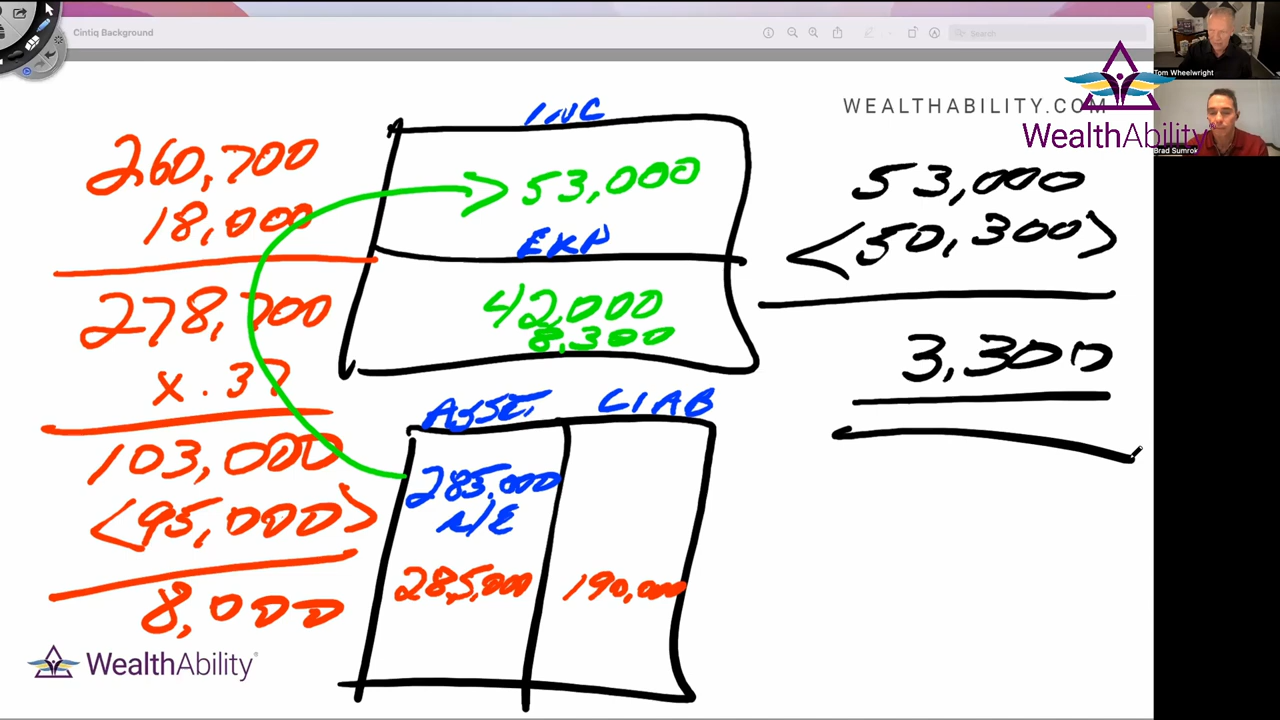 Cintiq Background
Search
Tom Wheelwright
Brad Sumrok
WEALTHABILITY.COM
WealthAbility®
260,700
18,000
278,700
x .37
103,000
<95,000>
8,000
INC
53,000
EXP
42,000
8,300
ASSET
LIAB
285,000
R/E
285,000
190,000
53,000
<50,300>
3,300
WealthAbility®